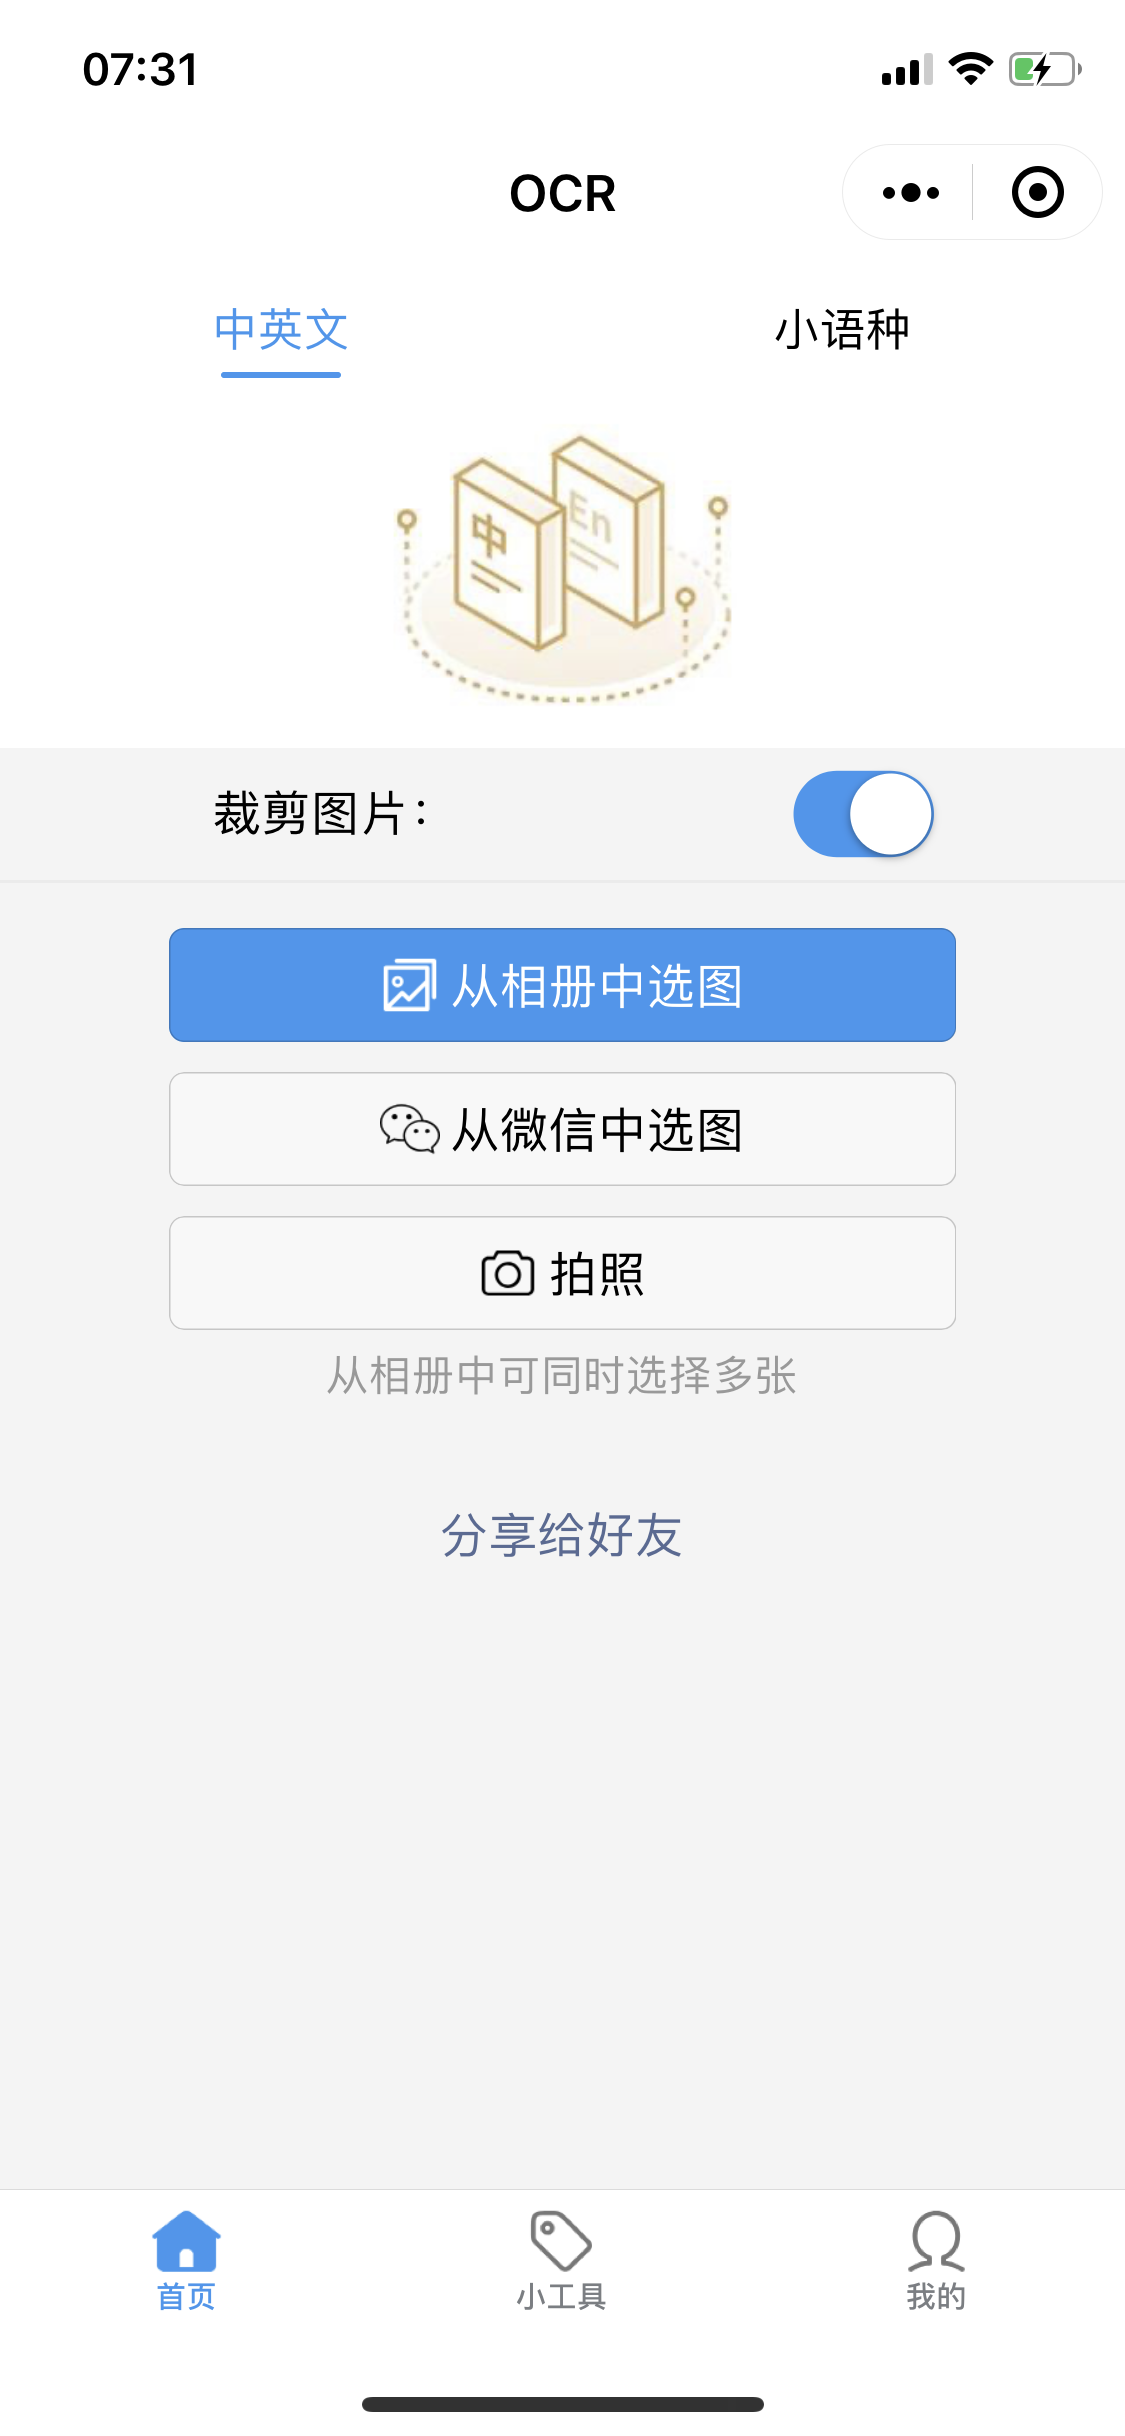 07:31
OCR
中英文 小语种
中 En
裁剪图片:
从相册中选图
从微信中选图
拍照
从相册中可同时选择多张
分享给好友
首页 小工具 我的